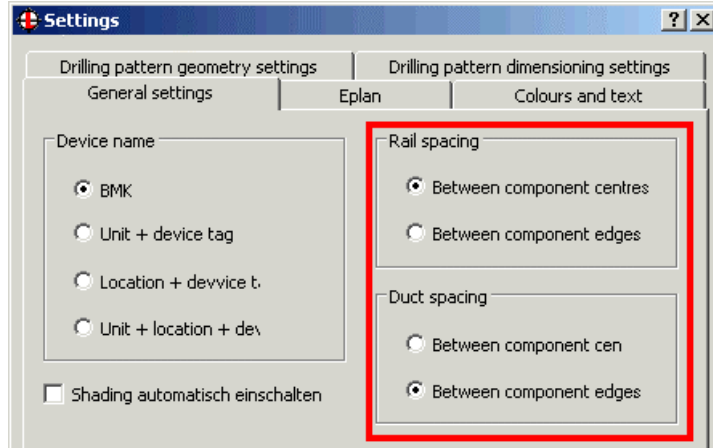 Settings
Drilling pattern geometry settings
Drilling pattern dimensioning settings
General settings
Eplan
Colours and text
Device name
BMK
Unit + device tag
Location + devvice t
Unit + location + dev
Shading automatisch einschalten
Rail spacing
Between component centres
Between component edges
Duct spacing
Between component cen
Between component edges